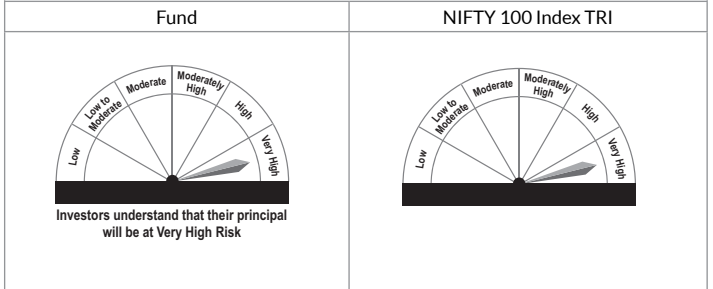 Fund
NIFTY 100 Index TRI
Low
Low to
Moderate
Moderate
Moderately
High
High
Very High
Investors understand that their principal
will be at Very High Risk
Low
Low to
Moderate
Moderate
Moderately
High
High
Very High